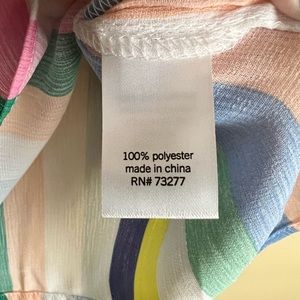 100% polyester
made in china
RN# 73277